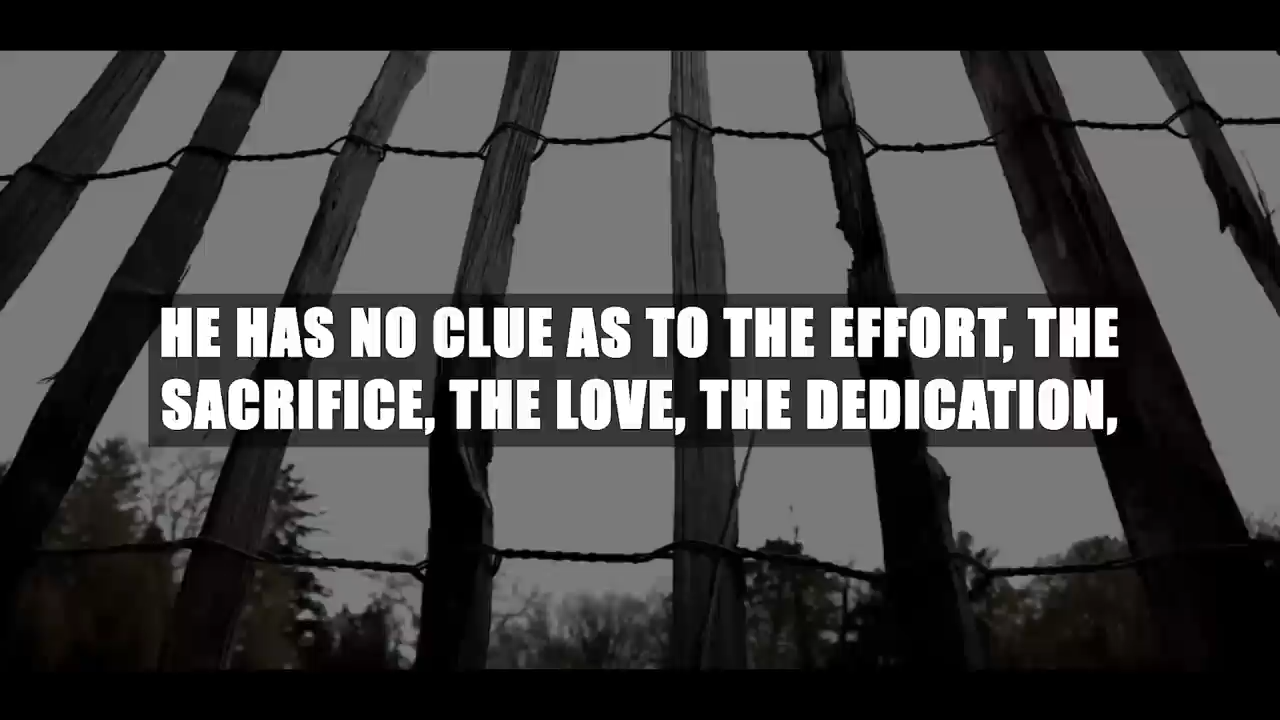 HE HAS NO CLUE AS TO THE EFFORT, THE
SACRIFICE, THE LOVE, THE DEDICATION,